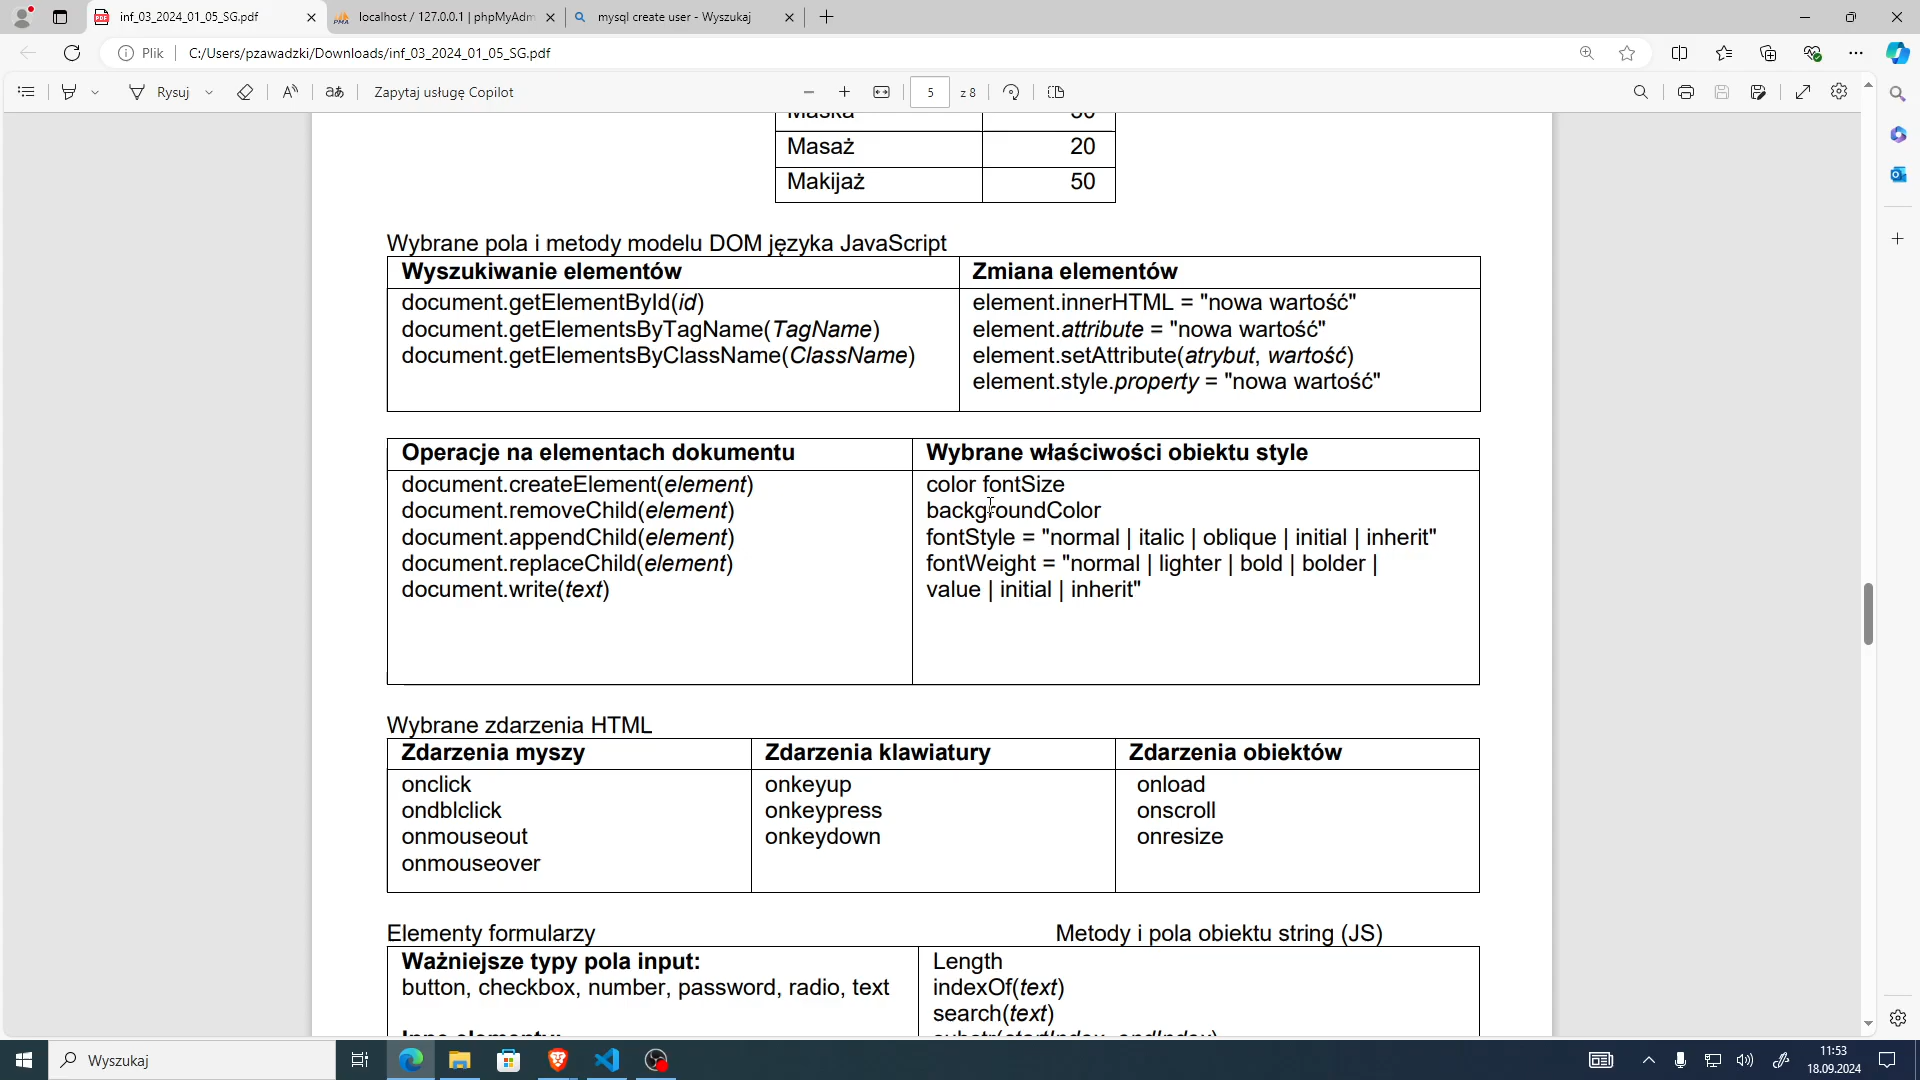 inf_03_2024_01_05_SG.pdf
localhost / 127.0.0.1 | phpMyAdm
mysql create user - Wyszukaj
Plik
C:/Users/pzawadzki/Downloads/inf_03_2024_01_05_SG.pdf
Rysuj
Zapytaj usługę Copilot
5 z 8
Maska 30
Masaż 20
Makijaż 50
Wybrane pola i metody modelu DOM języka JavaScript
Wyszukiwanie elementów
document.getElementById(id)
document.getElementsByTagName(TagName)
document.getElementsByClassName(ClassName)
Zmiana elementów
element.innerHTML = "nowa wartość"
element.attribute = "nowa wartość"
element.setAttribute(atrybut, wartość)
element.style.property = "nowa wartość"
Operacje na elementach dokumentu
document.createElement(element)
document.removeChild(element)
document.appendChild(element)
document.replaceChild(element)
document.write(text)
Wybrane właściwości obiektu style
color fontSize
backgroundColor
fontStyle = "normal | italic | oblique | initial | inherit"
fontWeight = "normal | lighter | bold | bolder |
value | initial | inherit"
Wybrane zdarzenia HTML
Zdarzenia myszy
onclick
ondblclick
onmouseout
onmouseover
Zdarzenia klawiatury
onkeyup
onkeypress
onkeydown
Zdarzenia obiektów
onload
onscroll
onresize
Elementy formularzy
Ważniejsze typy pola input:
button, checkbox, number, password, radio, text
Inne elementy:
Metody i pola obiektu string (JS)
Length
indexOf(text)
search(text)
substr(startIndex, endIndex)
Wyszukaj
11:53
18.09.2024